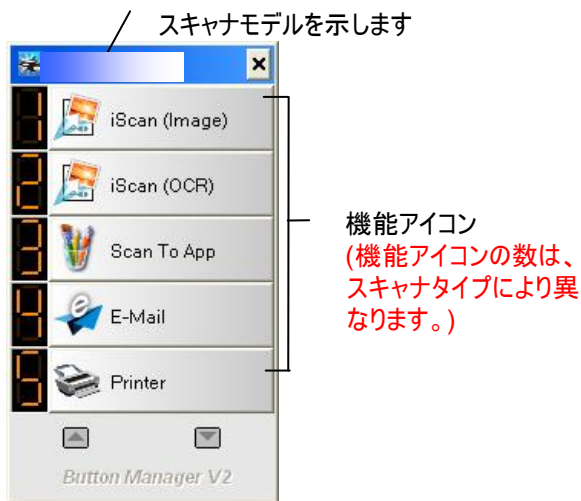 スキャナモデルを示します
1 iScan (Image)
2 iScan (OCR)
3 Scan To App
4 E-Mail
5 Printer
Button Manager V2
機能アイコン
(機能アイコンの数は、
スキャナタイプにより異
なります。)